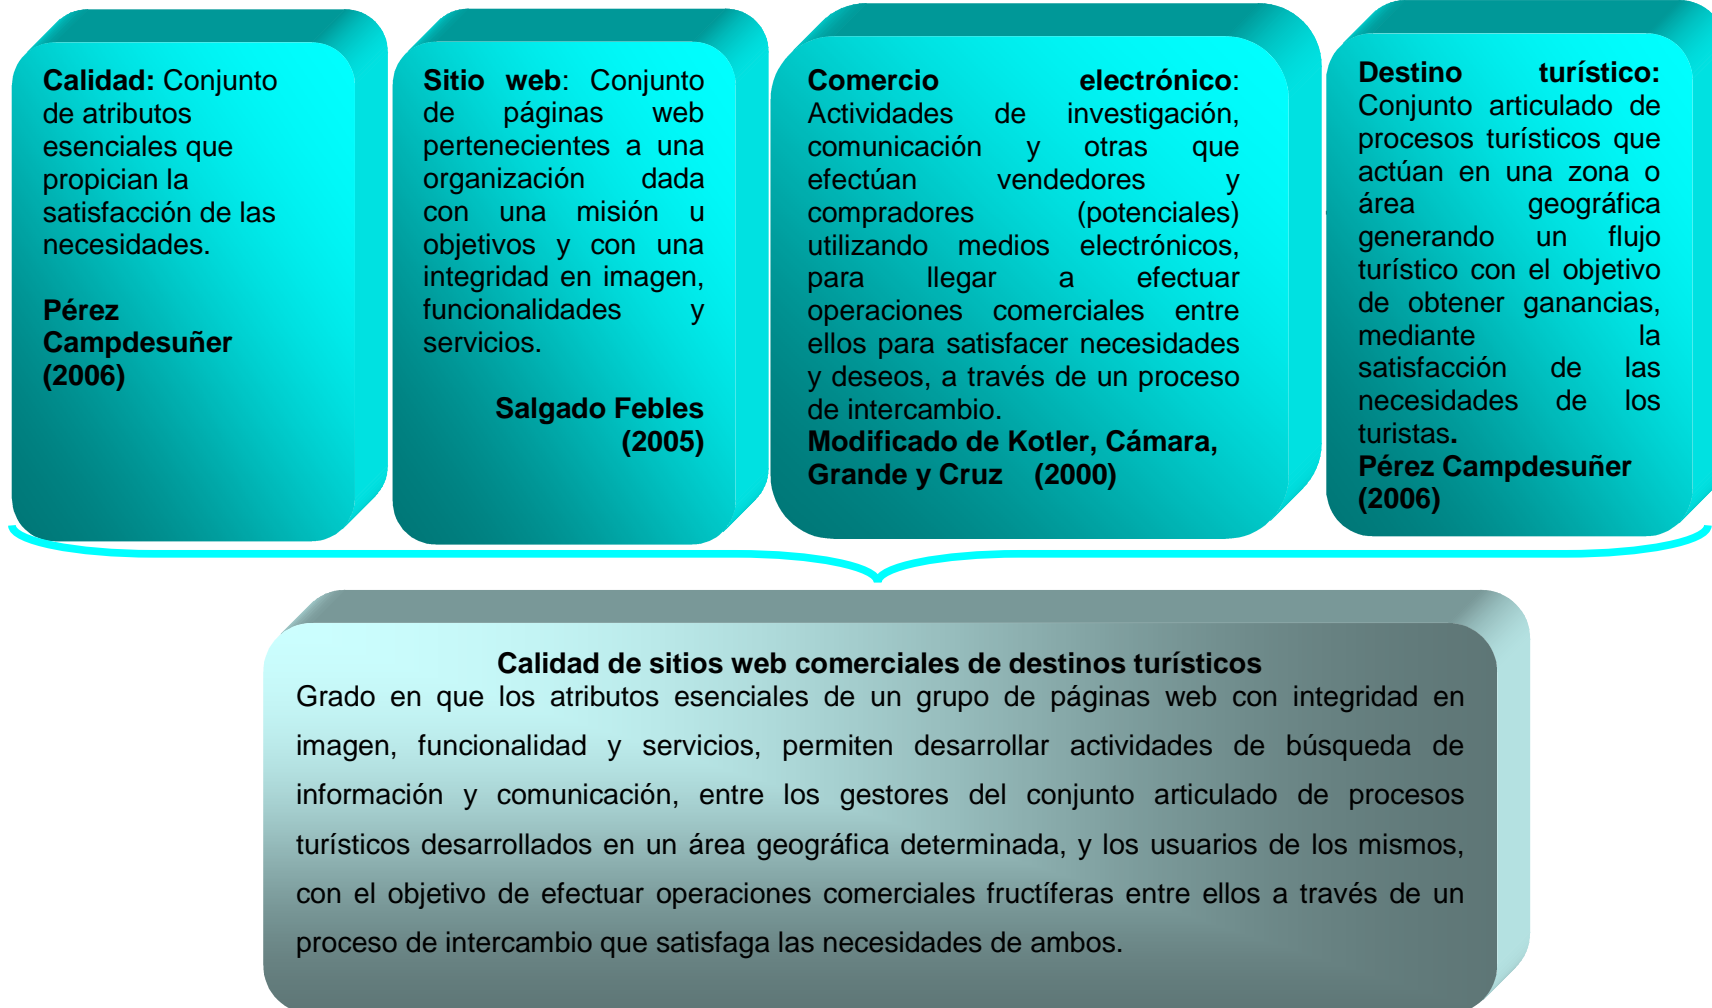 Calidad: Conjunto
de atributos
esenciales que
propician la
satisfacción de las
necesidades.
Pérez
Campdesuñer
(2006)
Sitio web: Conjunto
de páginas web
pertenecientes a una
organización dada
con una misión u
objetivos y con una
integridad en imagen,
funcionalidades y
servicios.
Salgado Febles
(2005)
Comercio electrónico:
Actividades de investigación,
comunicación y otras que
efectúan vendedores y
compradores (potenciales)
utilizando medios electrónicos,
para llegar a efectuar
operaciones comerciales entre
ellos para satisfacer necesidades
y deseos, a través de un proceso
de intercambio.
Modificado de Kotler, Cámara,
Grande y Cruz (2000)
Destino turístico:
Conjunto articulado de
procesos turísticos que
actúan en una zona o
área geográfica
generando un flujo
turístico con el objetivo
de obtener ganancias,
mediante la
satisfacción de las
necesidades de los
turistas.
Pérez Campdesuñer
(2006)
Calidad de sitios web comerciales de destinos turísticos
Grado en que los atributos esenciales de un grupo de páginas web con integridad en
imagen, funcionalidad y servicios, permiten desarrollar actividades de búsqueda de
información y comunicación, entre los gestores del conjunto articulado de procesos
turísticos desarrollados en un área geográfica determinada, y los usuarios de los mismos,
con el objetivo de efectuar operaciones comerciales fructíferas entre ellos a través de un
proceso de intercambio que satisfaga las necesidades de ambos.